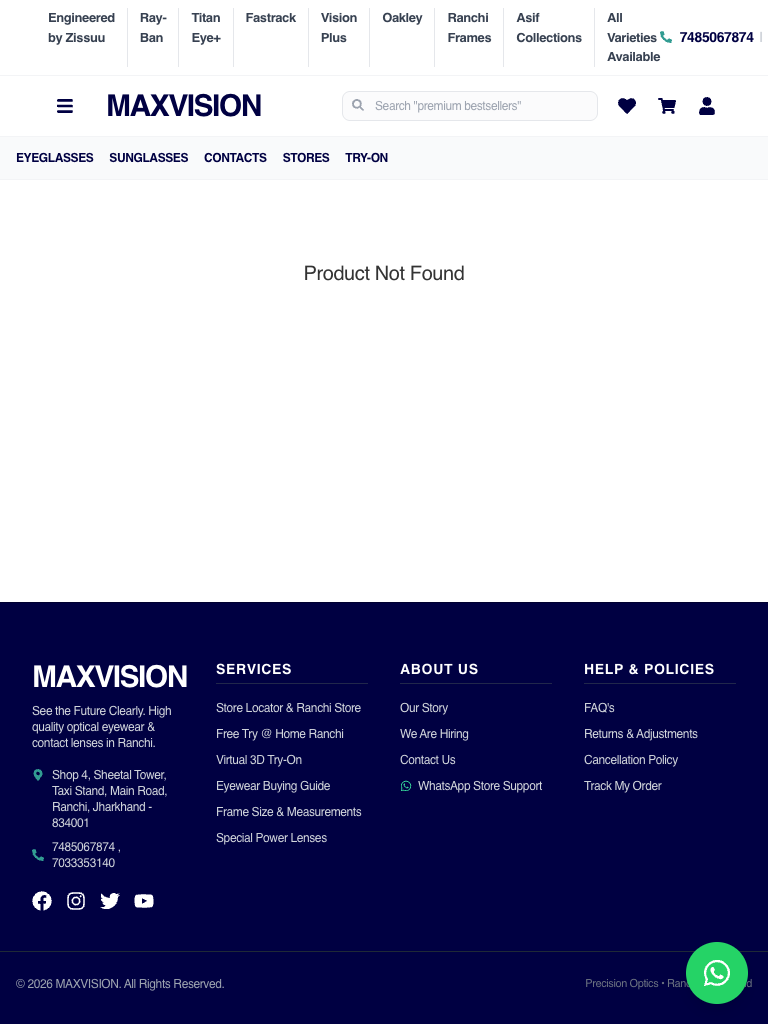 Engineered by Zissuu
Ray-Ban
Titan Eye+
Fastrack
Vision Plus
Oakley
Ranchi Frames
Asif Collections
All Varieties Available
7485067874
MAXVISION
Search "premium bestsellers"
EYEGLASSES SUNGLASSES CONTACTS STORES TRY-ON
Product Not Found
MAXVISION
See the Future Clearly. High
quality optical eyewear &
contact lenses in Ranchi.
Shop 4, Sheetal Tower,
Taxi Stand, Main Road,
Ranchi, Jharkhand -
834001
7485067874 ,
7033353140
SERVICES
Store Locator & Ranchi Store
Free Try @ Home Ranchi
Virtual 3D Try-On
Eyewear Buying Guide
Frame Size & Measurements
Special Power Lenses
ABOUT US
Our Story
We Are Hiring
Contact Us
WhatsApp Store Support
HELP & POLICIES
FAQ's
Returns & Adjustments
Cancellation Policy
Track My Order
© 2026 MAXVISION. All Rights Reserved.
Precision Optics •